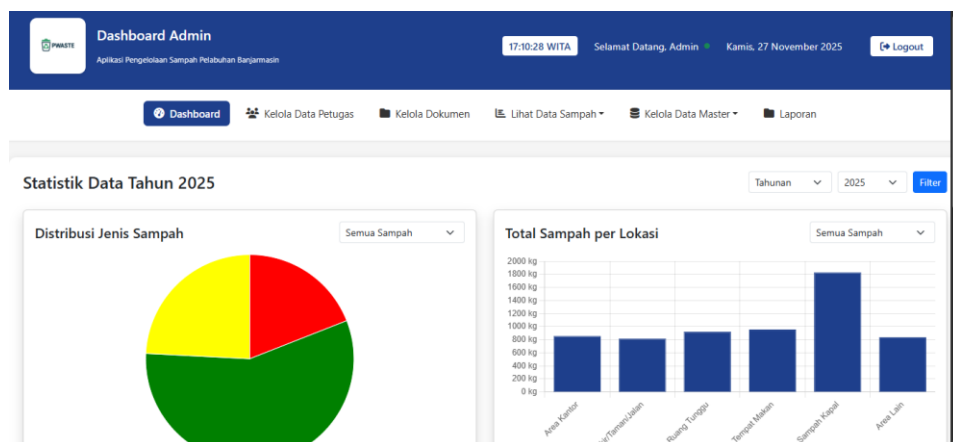 PWASTE
Dashboard Admin
Aplikasi Pengelolaan Sampah Pelabuhan Banjarmasin
17:10:28 WITA
Selamat Datang, Admin
Kamis, 27 November 2025
Logout
Dashboard
Kelola Data Petugas
Kelola Dokumen
Lihat Data Sampah
Kelola Data Master
Laporan
Statistik Data Tahun 2025
Tahunan
2025
Filter
Distribusi Jenis Sampah
Semua Sampah
Total Sampah per Lokasi
Semua Sampah
2000 kg
1800 kg
1600 kg
1400 kg
1200 kg
1000 kg
800 kg
600 kg
400 kg
200 kg
0 kg
Area Kantor
/Taman/Jalan
Ruang Tunggu
Tempat Makan
Sampah Kapal
Area Lain